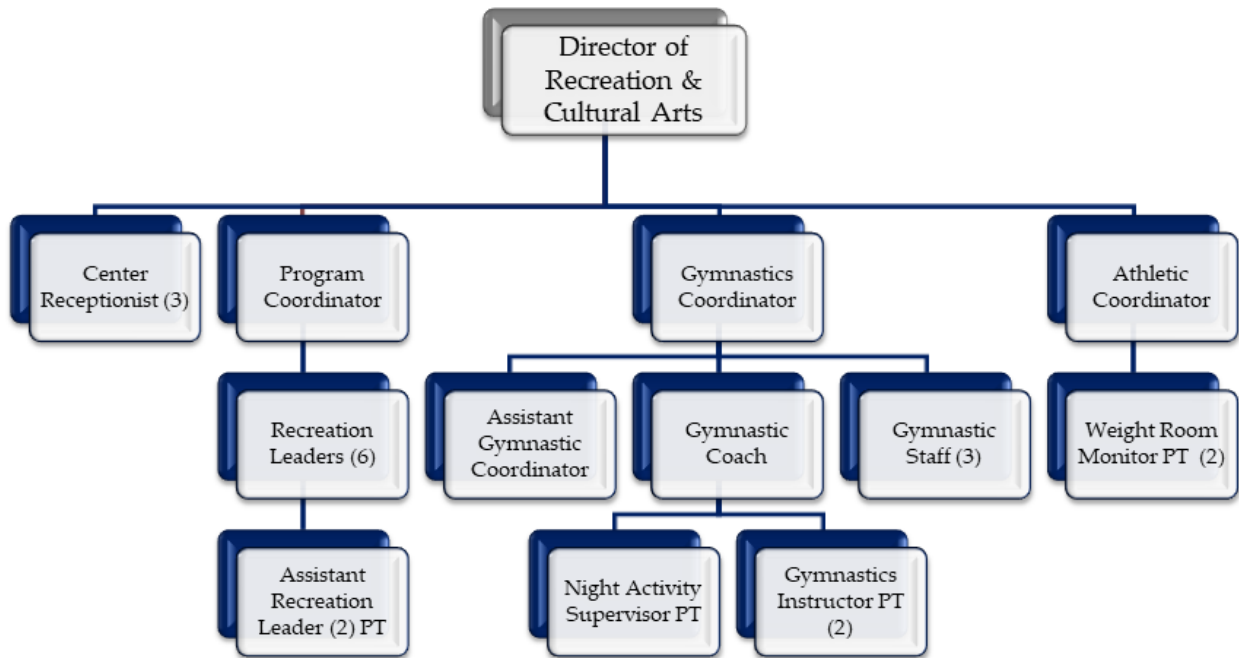 Director of
Recreation &
Cultural Arts
Center
Receptionist (3)
Program
Coordinator
Gymnastics
Coordinator
Athletic
Coordinator
Recreation
Leaders (6)
Assistant
Gymnastic
Coordinator
Gymnastic
Coach
Gymnastic
Staff (3)
Weight Room
Monitor PT (2)
Assistant
Recreation
Leader (2) PT
Night Activity
Supervisor PT
Gymnastics
Instructor PT
(2)